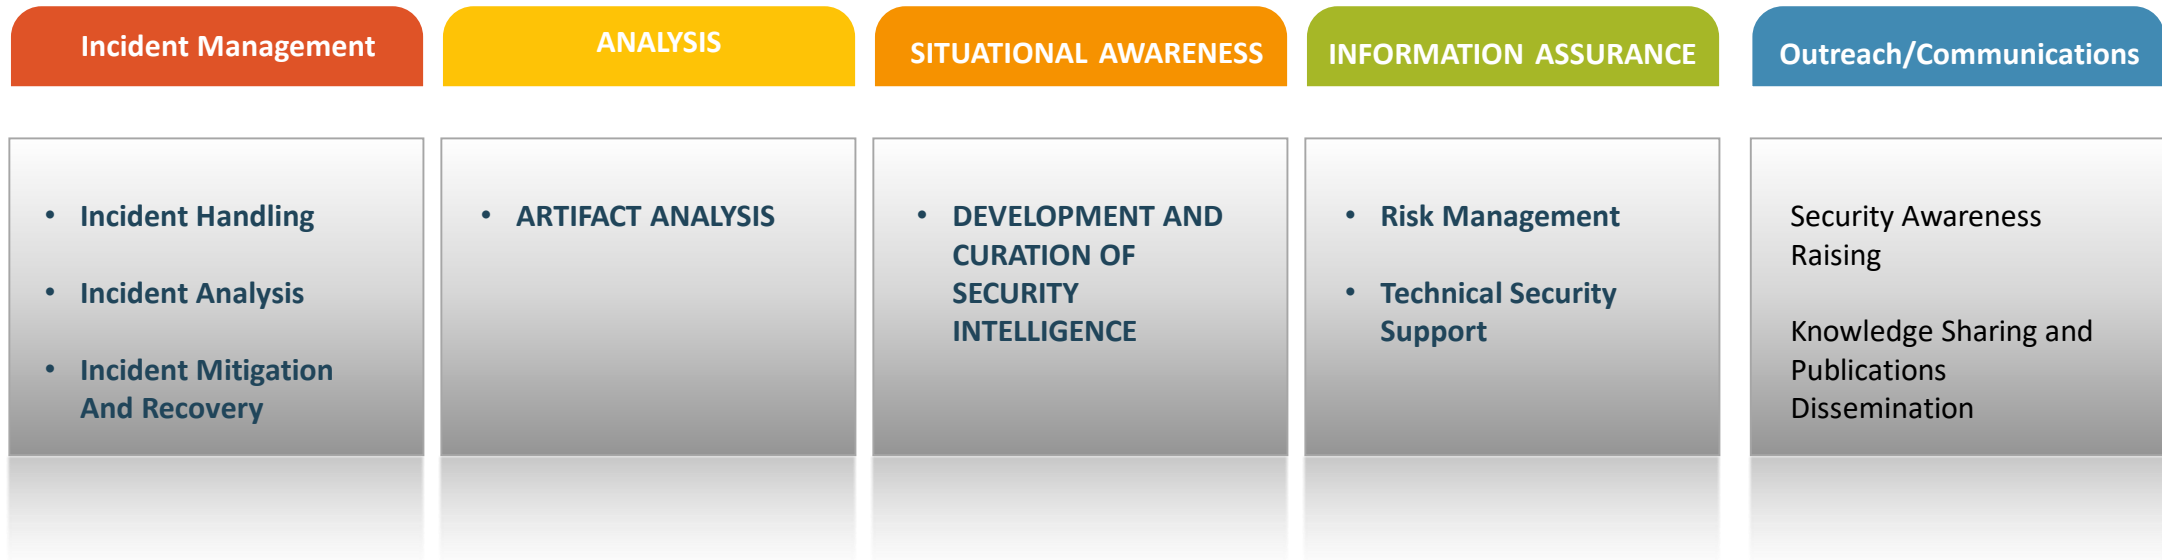 Incident Management
ANALYSIS
SITUATIONAL AWARENESS
INFORMATION ASSURANCE
Outreach/Communications
• Incident Handling
• Incident Analysis
• Incident Mitigation
And Recovery
• ARTIFACT ANALYSIS
• DEVELOPMENT AND
CURATION OF
SECURITY
INTELLIGENCE
• Risk Management
• Technical Security
Support
Security Awareness
Raising
Knowledge Sharing and
Publications
Dissemination